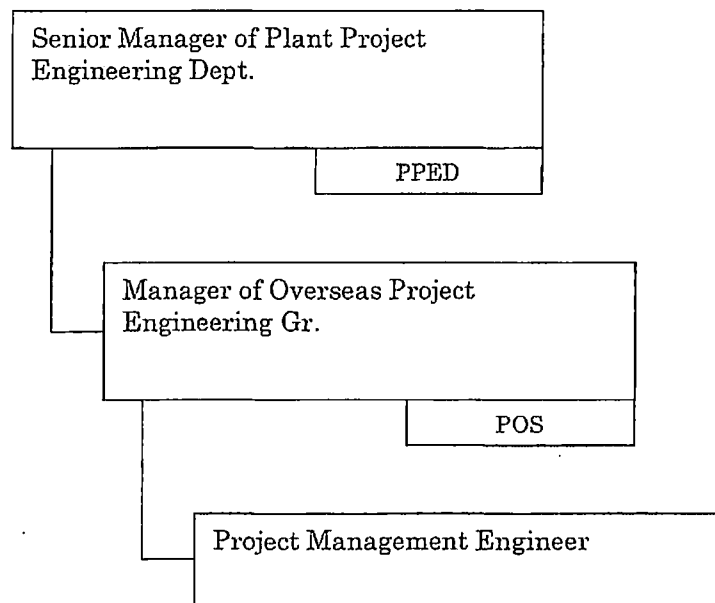 Senior Manager of Plant Project
Engineering Dept.
PPED
Manager of Overseas Project
Engineering Gr.
POS
Project Management Engineer